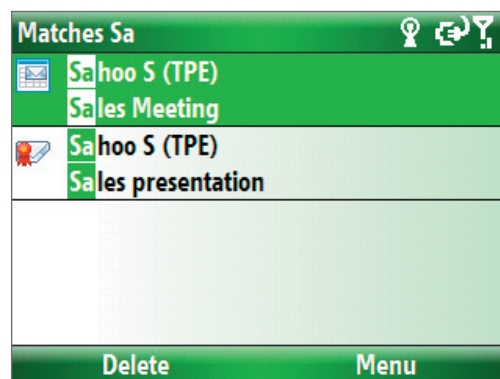 Matches Sa
Sahoo S (TPE)
Sales Meeting
Sahoo S (TPE)
Sales presentation
Delete Menu